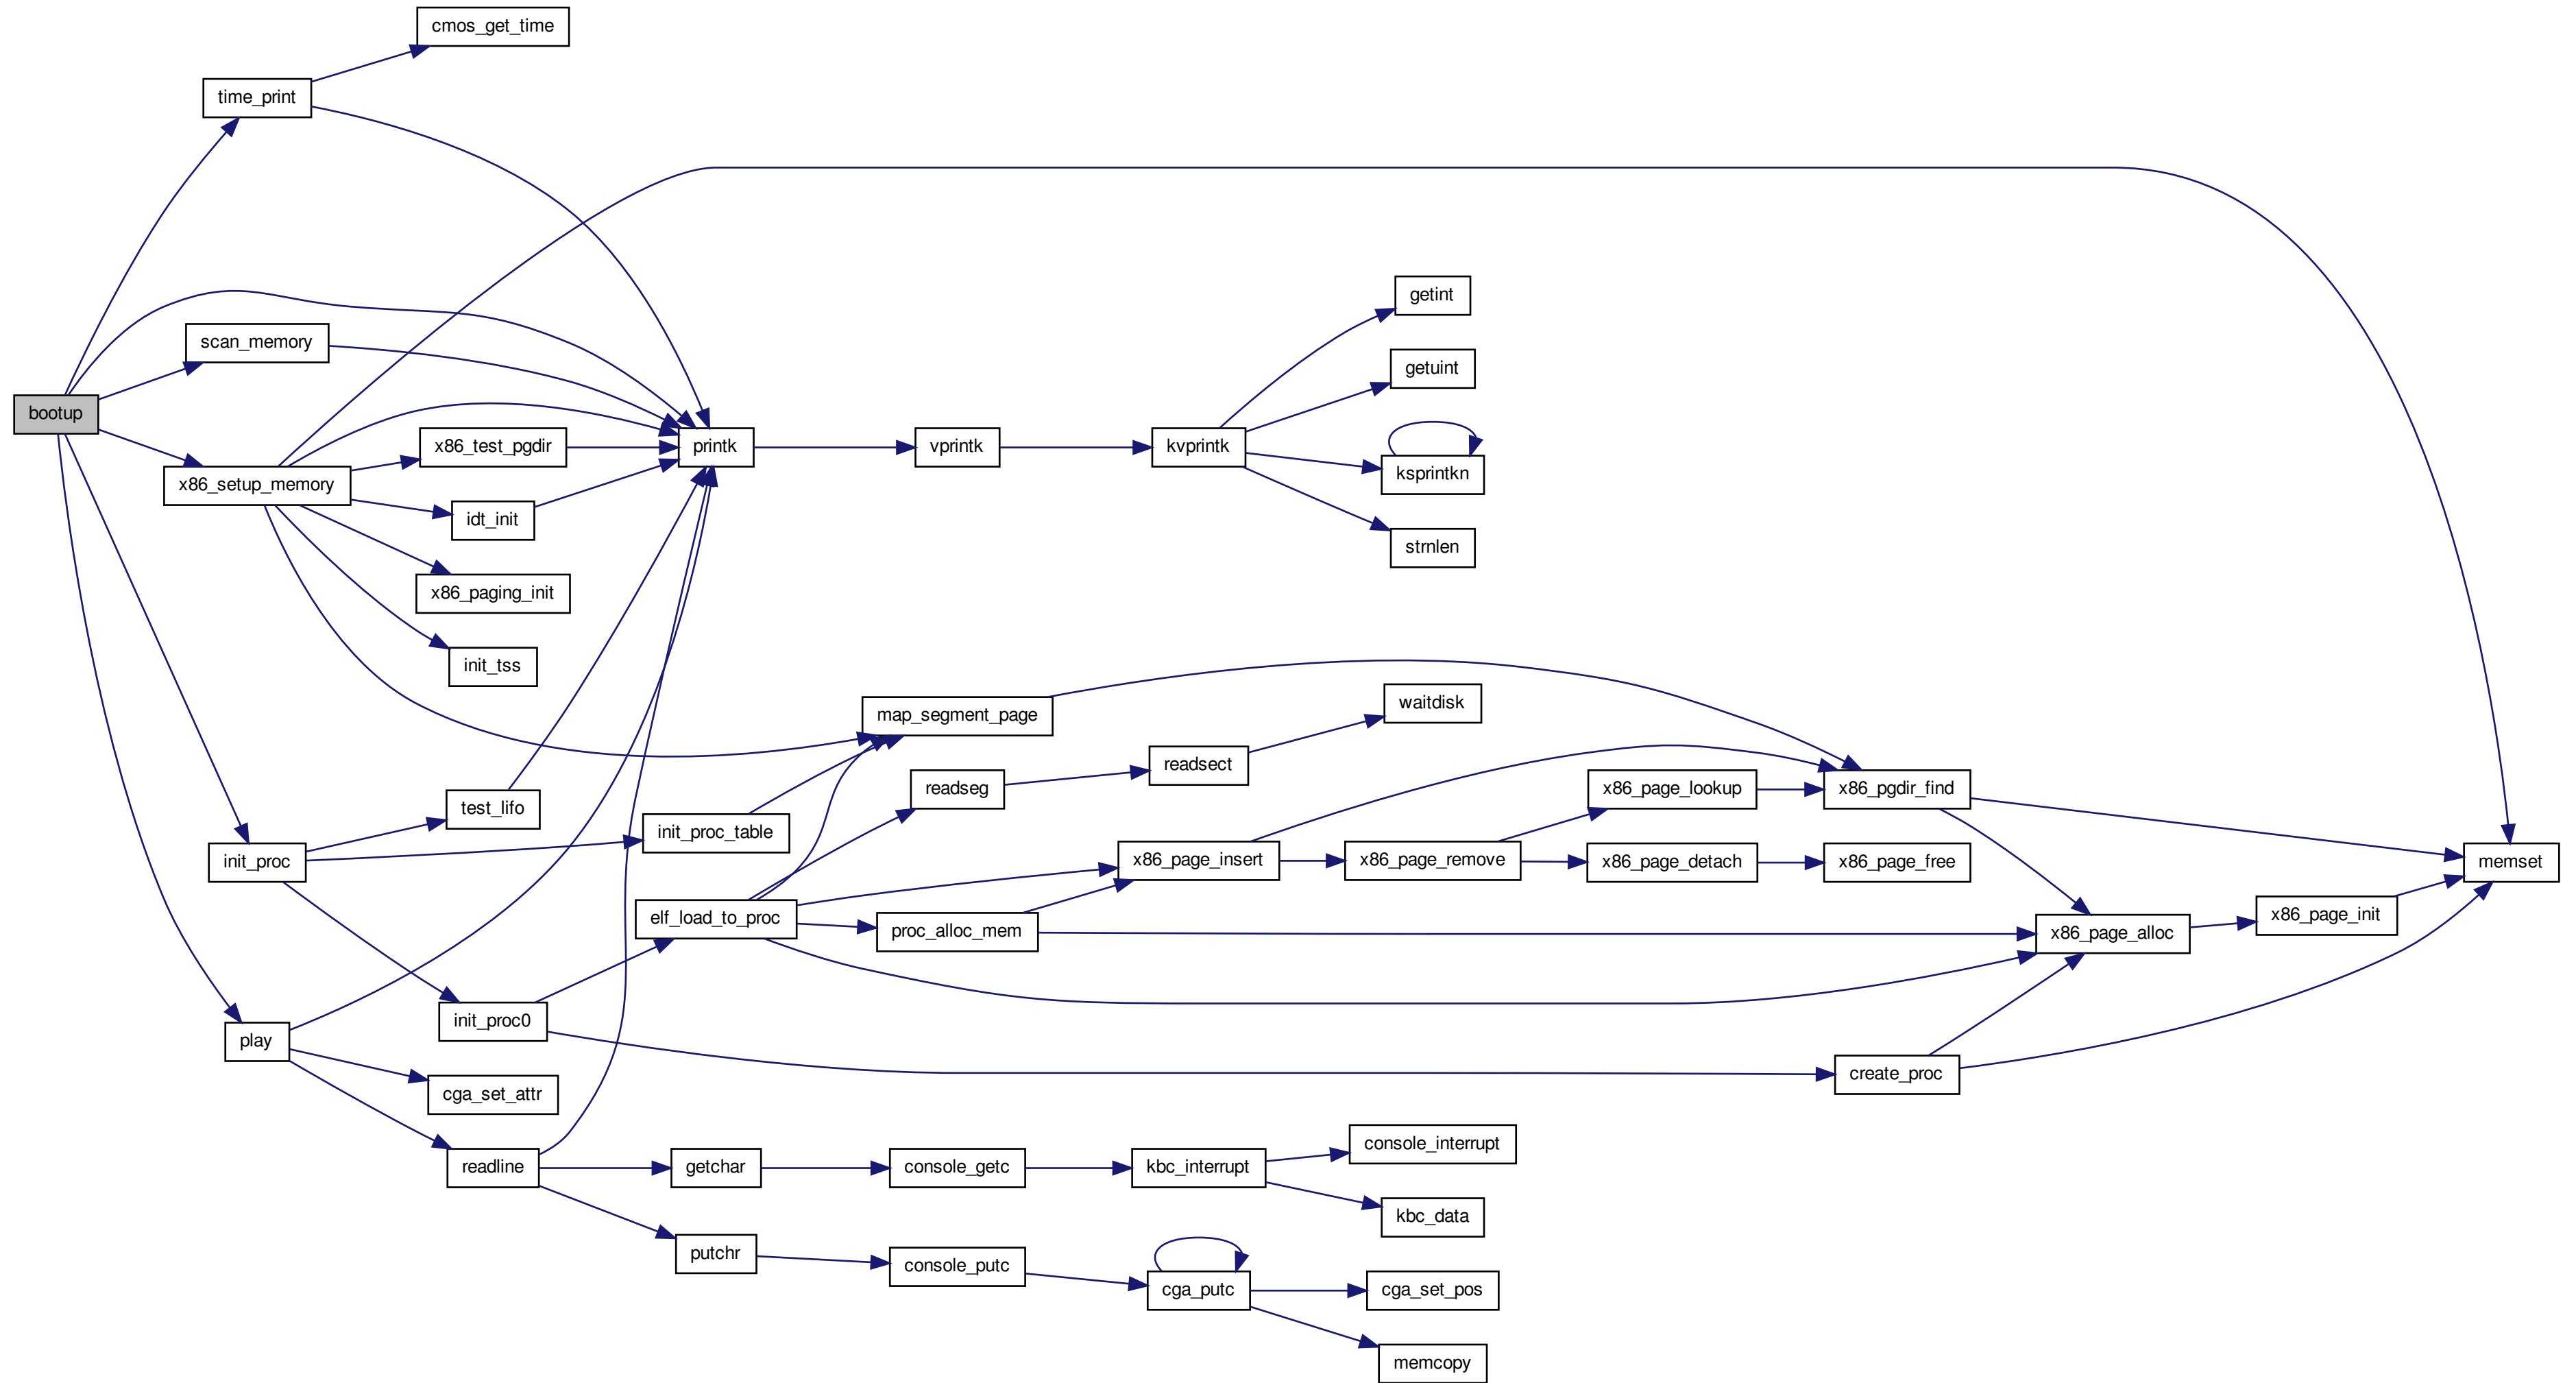 cmos_get_time
time_print
getint
scan_memory
getuint
bootup
x86_test_pgdir
printk
vprintk
kvprintk
ksprintkn
x86_setup_memory
idt_init
strnlen
x86_paging_init
init_tss
waitdisk
map_segment_page
readsect
readseg
x86_page_lookup
x86_pgdir_find
test_lifo
init_proc_table
init_proc
x86_page_insert
x86_page_remove
x86_page_detach
x86_page_free
memset
elf_load_to_proc
proc_alloc_mem
x86_page_alloc
x86_page_init
init_proc0
play
create_proc
cga_set_attr
console_interrupt
readline
getchar
console_getc
kbc_interrupt
kbc_data
putchr
console_putc
cga_putc
cga_set_pos
memcopy